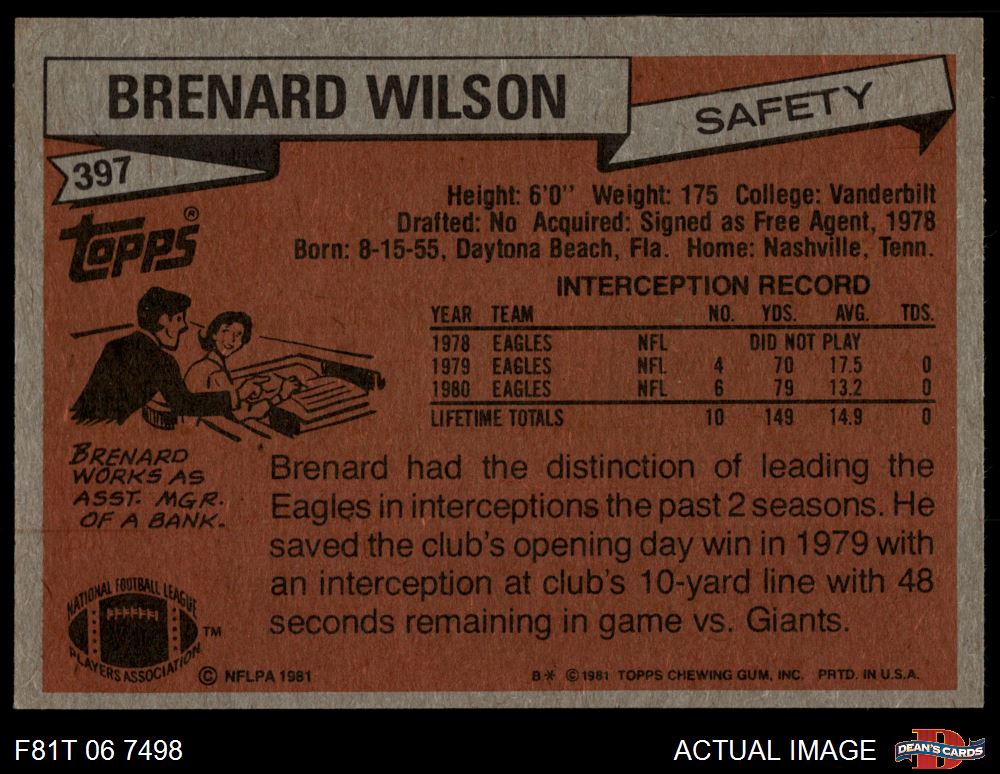 BRENARD WILSON
SAFETY
397
topps®
Height: 6'0" Weight: 175 College: Vanderbilt
Drafted: No Acquired: Signed as Free Agent, 1978
Born: 8-15-55, Daytona Beach, Fla. Home: Nashville, Tenn.
INTERCEPTION RECORD
YEAR TEAM NO. YDS. AVG. TDS.
1978 EAGLES NFL DID NOT PLAY
1979 EAGLES NFL 4 70 17.5 0
1980 EAGLES NFL 6 79 13.2 0
LIFETIME TOTALS 10 149 14.9 0
BRENARD
WORKS AS
ASST. MGR.
OF A BANK.
Brenard had the distinction of leading the
Eagles in interceptions the past 2 seasons. He
saved the club's opening day win in 1979 with
an interception at club's 10-yard line with 48
seconds remaining in game vs. Giants.
NATIONAL FOOTBALL LEAGUE
PLAYERS ASSOCIATION
TM
© NFLPA 1981
B* © 1981 TOPPS CHEWING GUM, INC. PRTD. IN U.S.A.
F81T 06 7498
ACTUAL IMAGE
D
DEAN'S CARDS